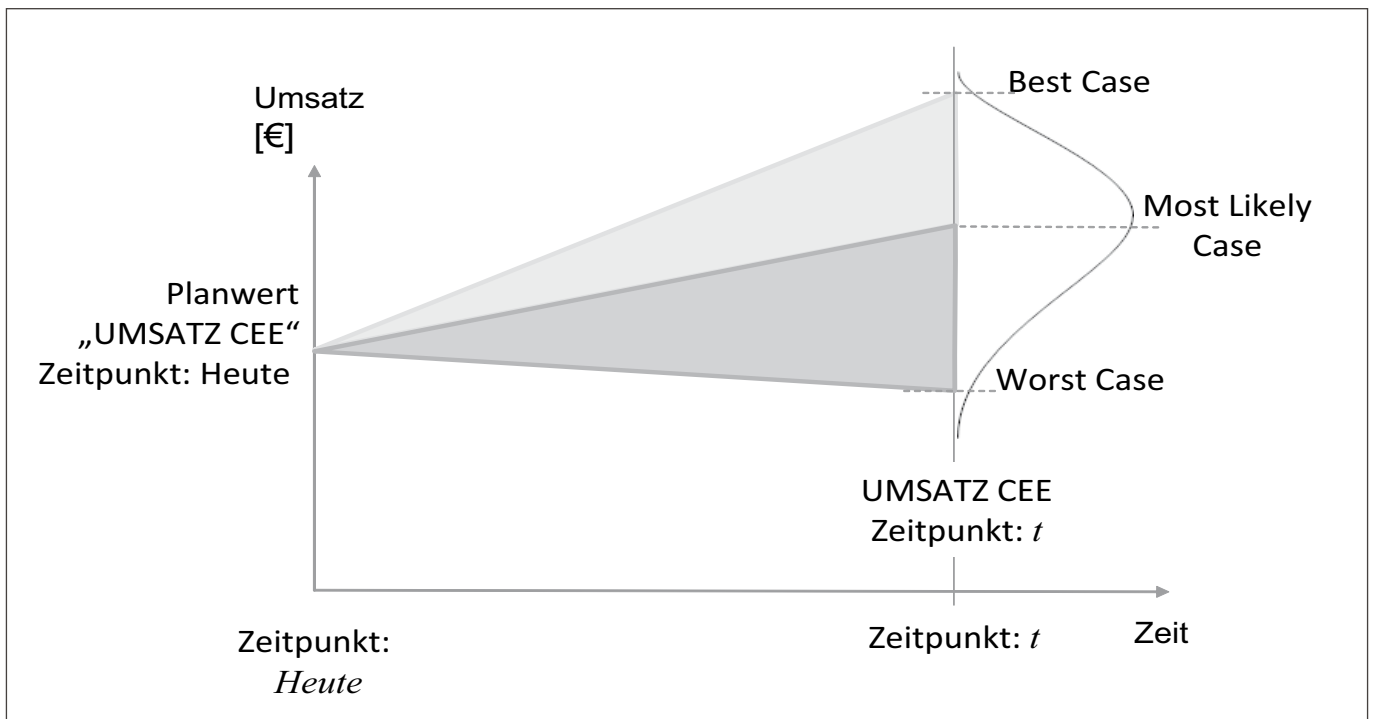 Umsatz
[€]
Best Case
Most Likely
Case
Planwert
„UMSATZ CEE“
Zeitpunkt: Heute
Worst Case
UMSATZ CEE
Zeitpunkt: t
Zeitpunkt:
Heute
Zeitpunkt: t
Zeit